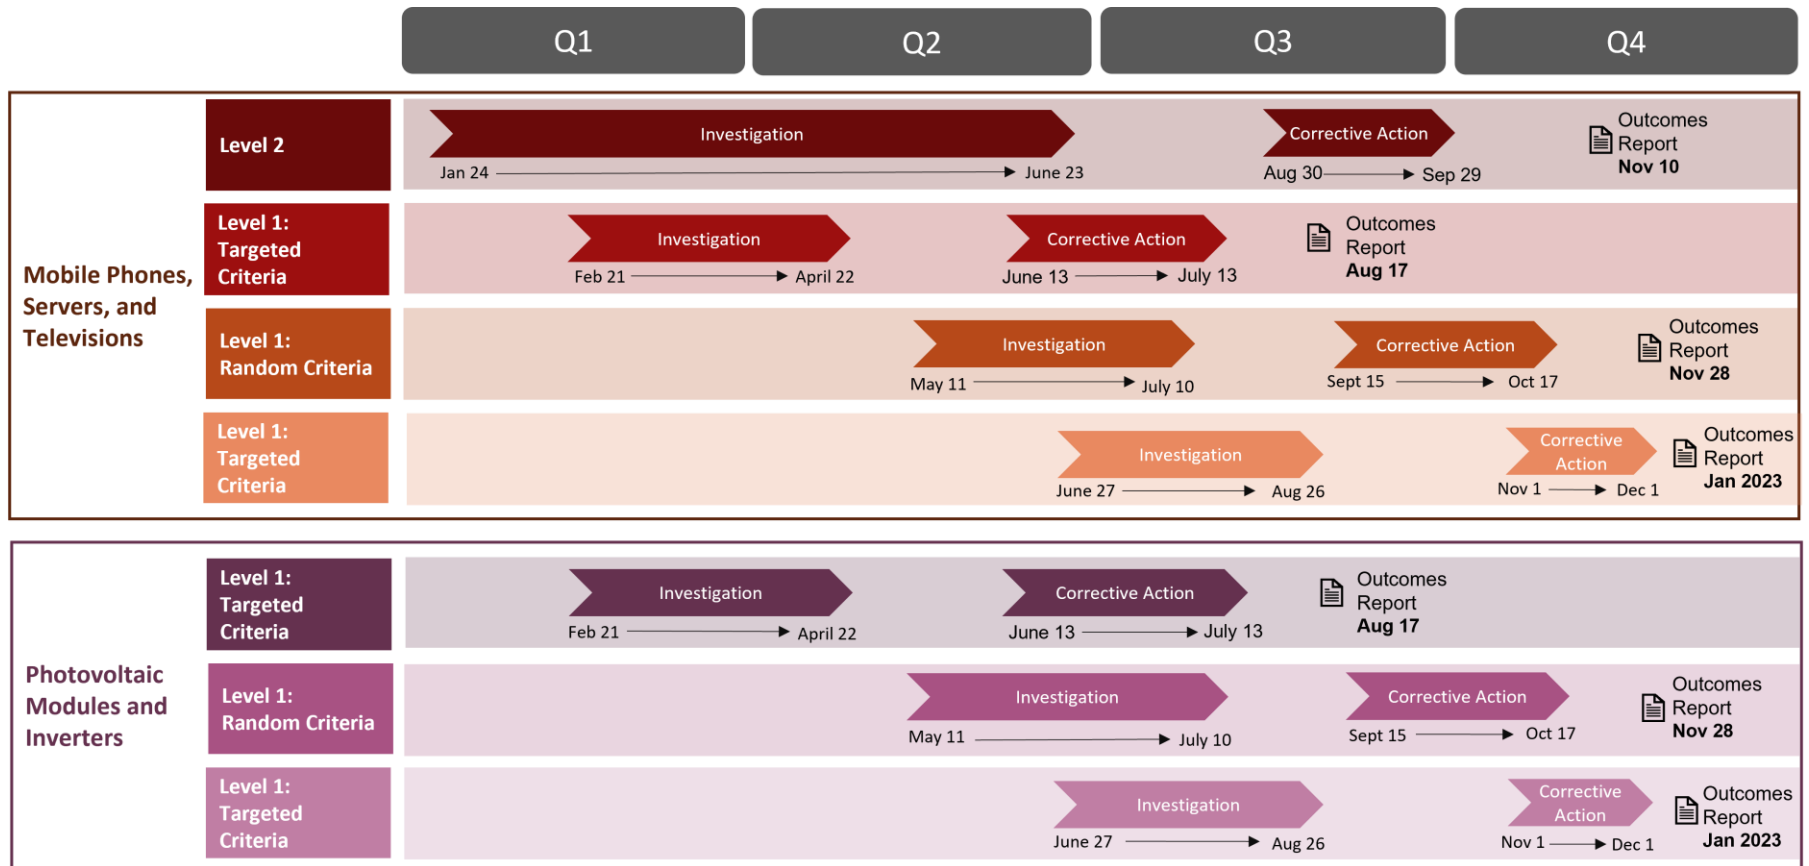 Q1
Q2
Q3
Q4
Mobile Phones,
Servers, and
Televisions
Level 2
Investigation
Jan 24
June 23
Corrective Action
Aug 30
Sep 29
Outcomes
Report
Nov 10
Level 1:
Targeted
Criteria
Investigation
Feb 21
April 22
Corrective Action
June 13
July 13
Outcomes
Report
Aug 17
Level 1:
Random Criteria
Investigation
May 11
July 10
Corrective Action
Sept 15
Oct 17
Outcomes
Report
Nov 28
Level 1:
Targeted
Criteria
Investigation
June 27
Aug 26
Corrective
Action
Nov 1
Dec 1
Outcomes
Report
Jan 2023
Photovoltaic
Modules and
Inverters
Level 1:
Targeted
Criteria
Investigation
Feb 21
April 22
Corrective Action
June 13
July 13
Outcomes
Report
Aug 17
Level 1:
Random Criteria
Investigation
May 11
July 10
Corrective Action
Sept 15
Oct 17
Outcomes
Report
Nov 28
Level 1:
Targeted
Criteria
Investigation
June 27
Aug 26
Corrective
Action
Nov 1
Dec 1
Outcomes
Report
Jan 2023